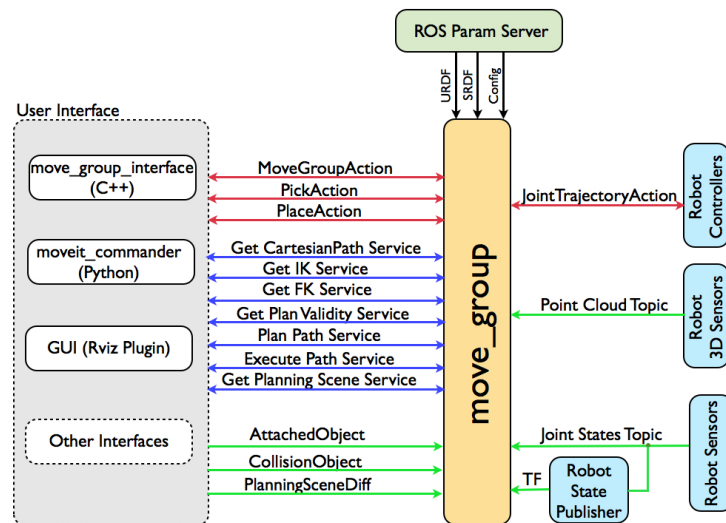 ROS Param Server
URDF
SRDF
Config
User Interface
move_group_interface
(C++)
moveit_commander
(Python)
GUI (Rviz Plugin)
Other Interfaces
MoveGroupAction
PickAction
PlaceAction
Get CartesianPath Service
Get IK Service
Get FK Service
Get Plan Validity Service
Plan Path Service
Execute Path Service
Get Planning Scene Service
AttachedObject
CollisionObject
PlanningSceneDiff
move_group
JointTrajectoryAction
Robot
Controllers
Point Cloud Topic
Robot
3D Sensors
Joint States Topic
Robot Sensors
TF
Robot
State
Publisher